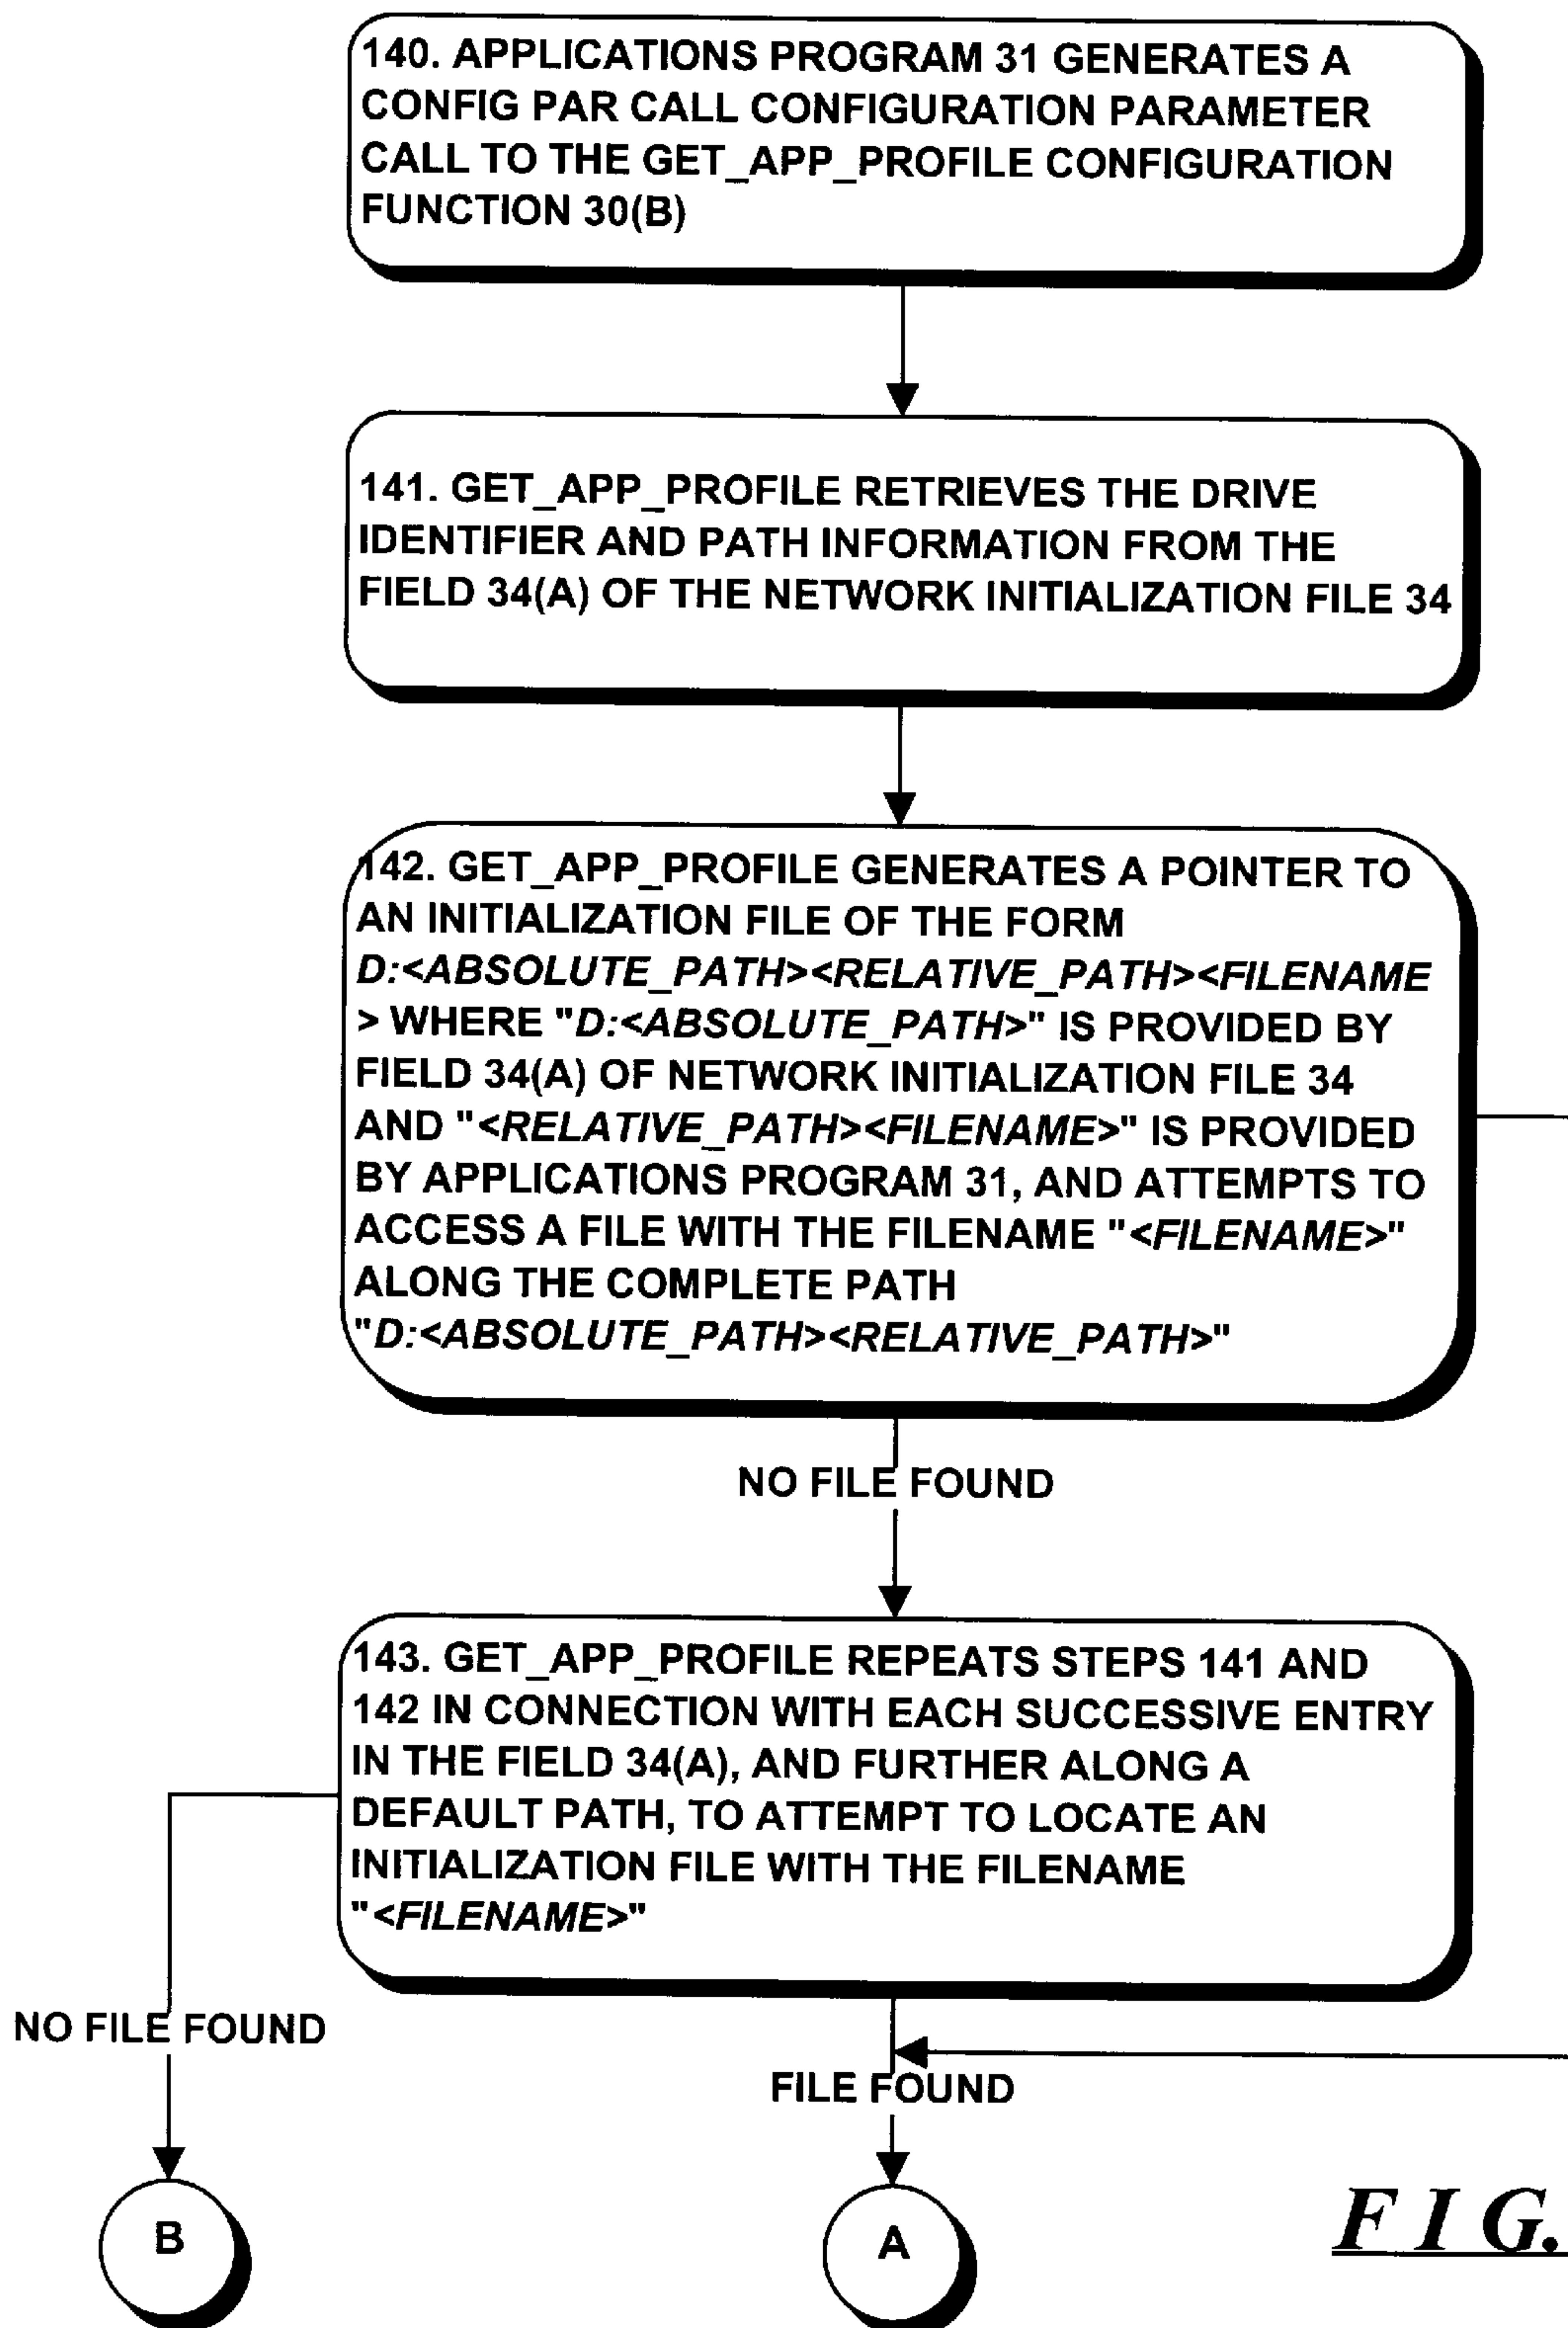 140. APPLICATIONS PROGRAM 31 GENERATES A
CONFIG PAR CALL CONFIGURATION PARAMETER
CALL TO THE GET_APP_PROFILE CONFIGURATION
FUNCTION 30(B)
141. GET_APP_PROFILE RETRIEVES THE DRIVE
IDENTIFIER AND PATH INFORMATION FROM THE
FIELD 34(A) OF THE NETWORK INITIALIZATION FILE 34
142. GET_APP_PROFILE GENERATES A POINTER TO
AN INITIALIZATION FILE OF THE FORM
D:<ABSOLUTE_PATH><RELATIVE_PATH><FILENAME
> WHERE "D:<ABSOLUTE_PATH>" IS PROVIDED BY
FIELD 34(A) OF NETWORK INITIALIZATION FILE 34
AND "<RELATIVE_PATH><FILENAME>" IS PROVIDED
BY APPLICATIONS PROGRAM 31, AND ATTEMPTS TO
ACCESS A FILE WITH THE FILENAME "<FILENAME>"
ALONG THE COMPLETE PATH
"D:<ABSOLUTE_PATH><RELATIVE_PATH>"
NO FILE FOUND
143. GET_APP_PROFILE REPEATS STEPS 141 AND
142 IN CONNECTION WITH EACH SUCCESSIVE ENTRY
IN THE FIELD 34(A), AND FURTHER ALONG A
DEFAULT PATH, TO ATTEMPT TO LOCATE AN
INITIALIZATION FILE WITH THE FILENAME
"<FILENAME>"
NO FILE FOUND
FILE FOUND
B
A
FIG.